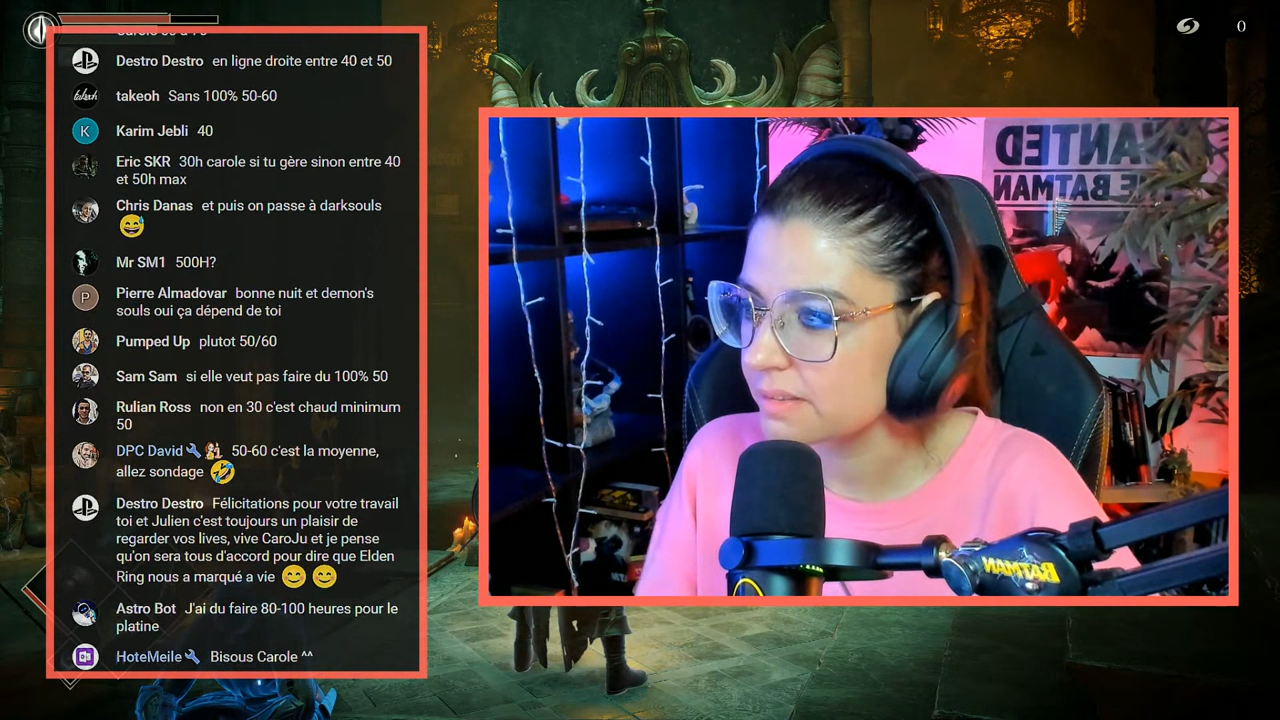 0
Destro Destro en ligne droite entre 40 et 50
takeoh Sans 100% 50-60
K Karim Jebli 40
Eric SKR 30h carole si tu gère sinon entre 40
et 50h max
Chris Danas et puis on passe à darksouls
😅
Mr SM1 500H?
P Pierre Almadovar bonne nuit et demon's
souls oui ça dépend de toi
Pumped Up plutot 50/60
Sam Sam si elle veut pas faire du 100% 50
Rulian Ross non en 30 c'est chaud minimum
50
DPC David 50-60 c'est la moyenne,
allez sondage 🤣
Destro Destro Félicitations pour votre travail
toi et Julien c'est toujours un plaisir de
regarder vos lives, vive CaroJu et je pense
qu'on sera tous d'accord pour dire que Elden
Ring nous a marqué a vie 😊 😊
Astro Bot J'ai du faire 80-100 heures pour le
platine
HoteMeile Bisous Carole ^^
WANTED
THE BATMAN
BATMAN